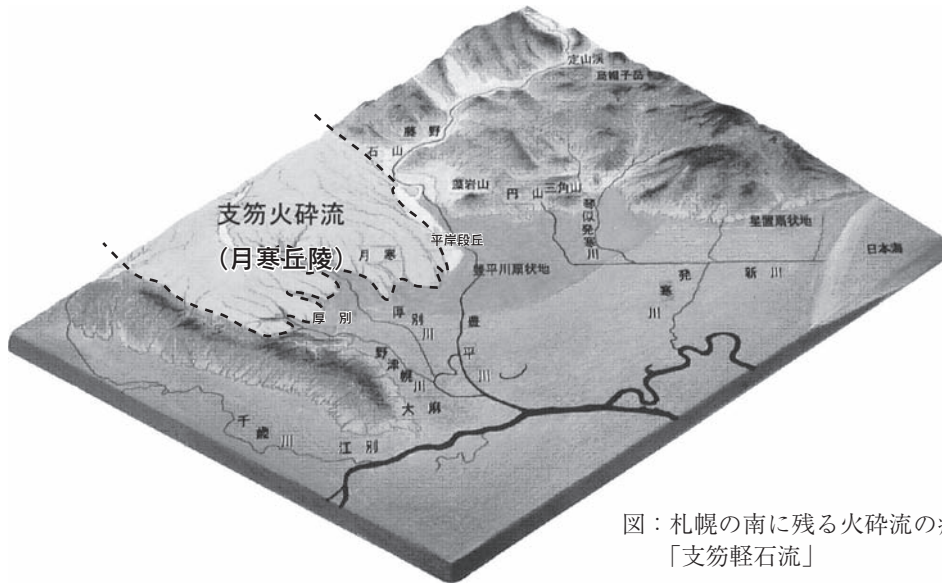 定山渓
烏帽子岳
藤野
石山
藻岩山
円山
三角山
琴似発寒川
星置扇状地
日本海
支笏火砕流
(月寒丘陵)
月寒
平岸段丘
豊平川扇状地
新川
発寒川
厚別
厚別川
豊平川
野津幌川
大麻
千歳川
江別
図：札幌の南に残る火砕流の
「支笏軽石流」